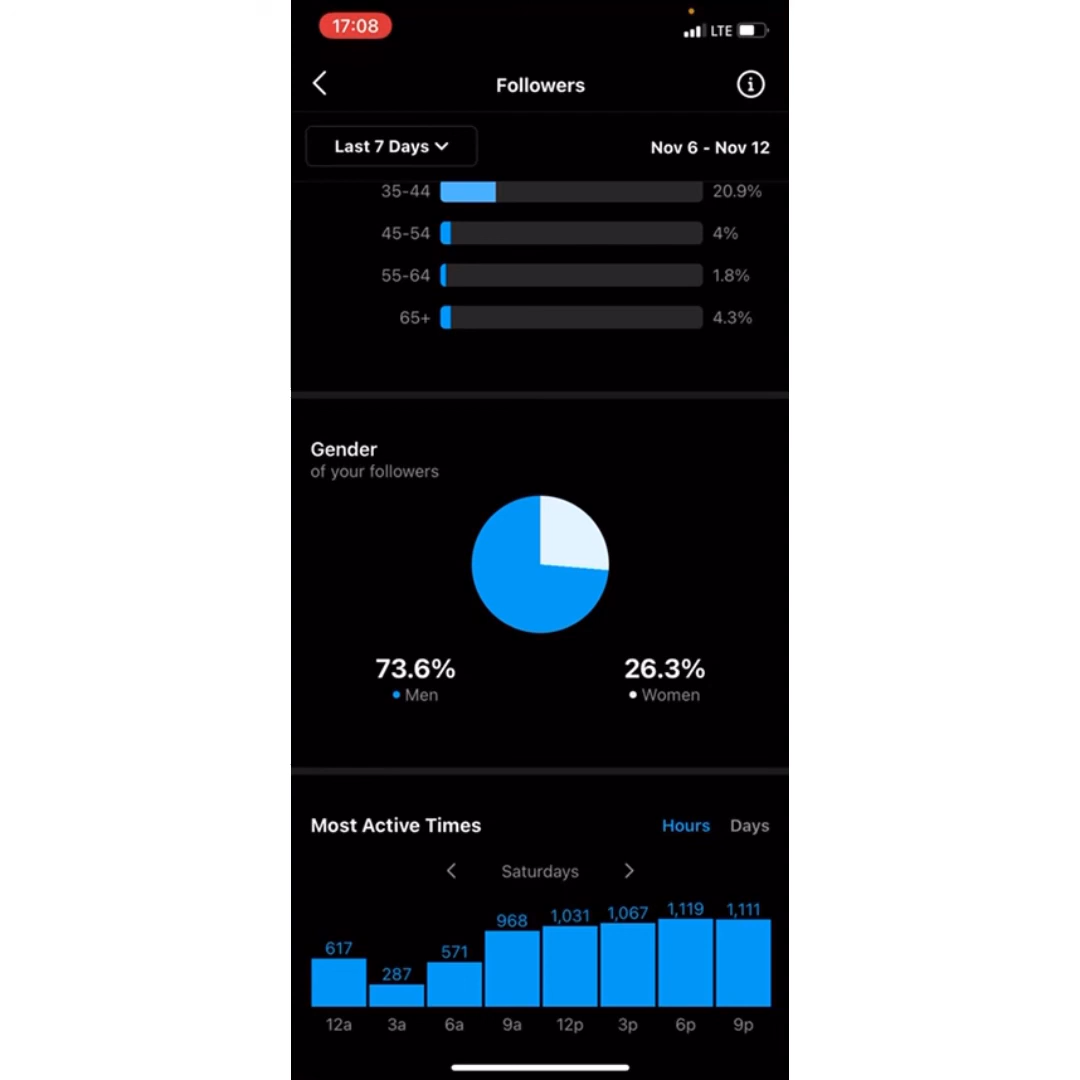 17:08 LTE
Followers
Last 7 Days Nov 6 - Nov 12
35-44 20.9%
45-54 4%
55-64 1.8%
65+ 4.3%
Gender
of your followers
73.6% 26.3%
Men Women
Most Active Times Hours Days
Saturdays
617 287 571 968 1,031 1,067 1,119 1,111
12a 3a 6a 9a 12p 3p 6p 9p